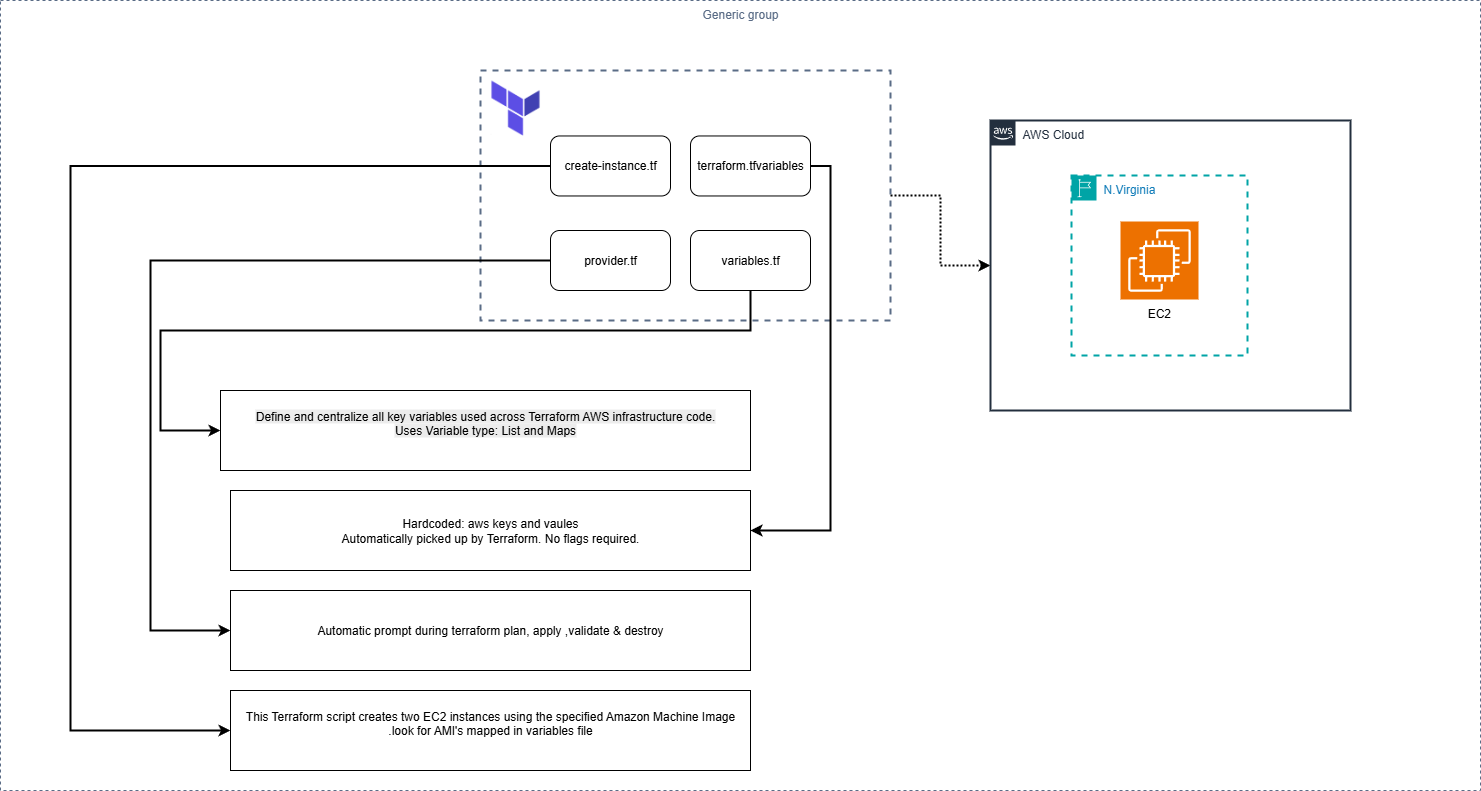 Generic group
create-instance.tf
terraform.tfvariables
aws
AWS Cloud
N.Virginia
provider.tf
variables.tf
EC2
Define and centralize all key variables used across Terraform AWS infrastructure code.
Uses Variable type: List and Maps
Hardcoded: aws keys and vaules
Automatically picked up by Terraform. No flags required.
Automatic prompt during terraform plan, apply ,validate & destroy
This Terraform script creates two EC2 instances using the specified Amazon Machine Image
.look for AMI's mapped in variables file